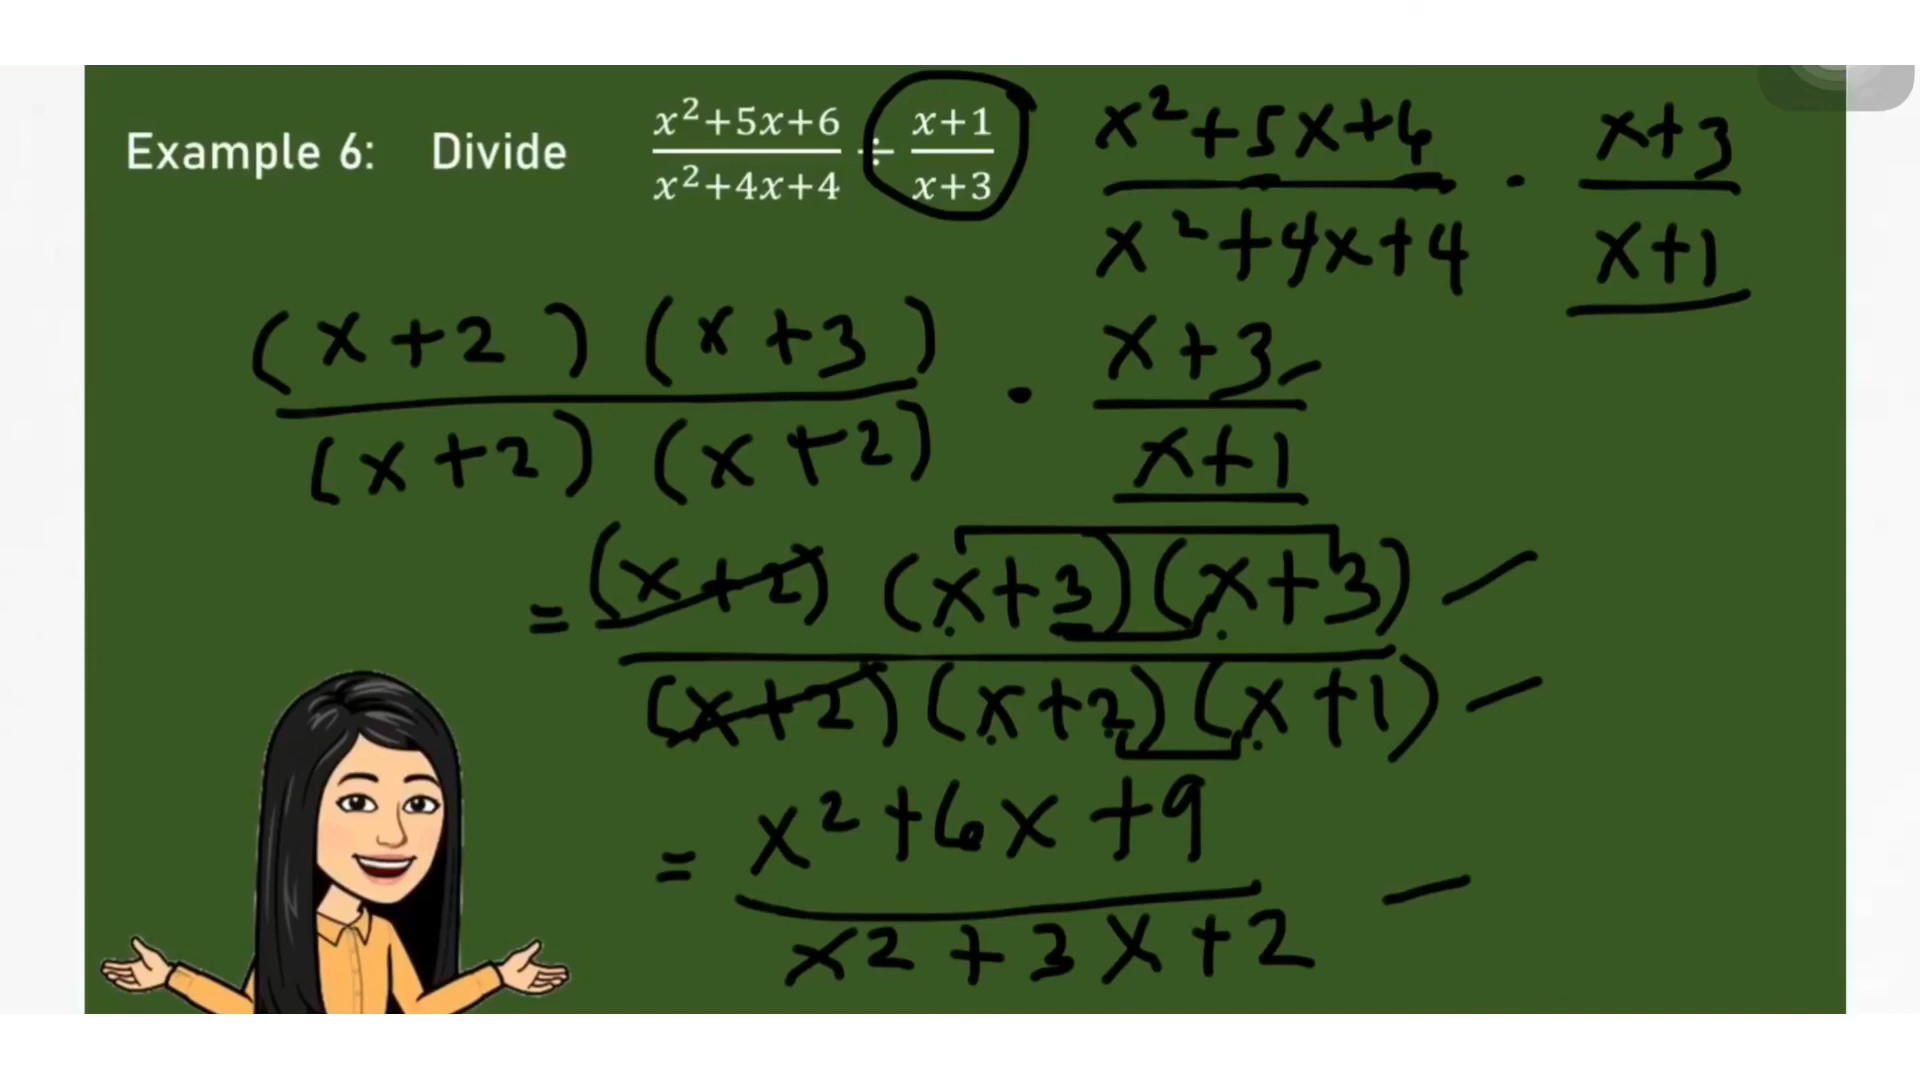 Example 6: Divide x²+5x+6 / x²+4x+4 ÷ x+1 / x+3
x²+5x+6 / x²+4x+4 · x+3 / x+1
(x+2)(x+3) / (x+2)(x+2) · x+3 / x+1
= (x+2)(x+3)(x+3) / (x+2)(x+2)(x+1)
= x²+6x+9 / x²+3x+2